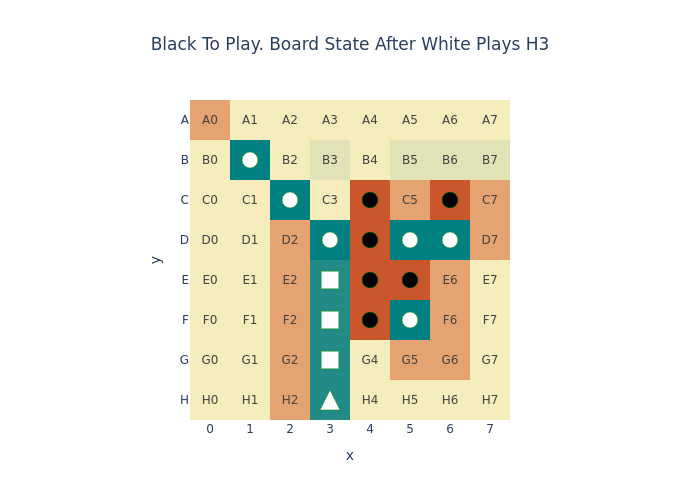 Black To Play. Board State After White Plays H3
A A0 A1 A2 A3 A4 A5 A6 A7
B B0 B2 B3 B4 B5 B6 B7
C C0 C1 C3 C5 C7
D D0 D1 D2 D7
E E0 E1 E2 E6 E7
F F0 F1 F2 F6 F7
G G0 G1 G2 G4 G5 G6 G7
H H0 H1 H2 H4 H5 H6 H7
0 1 2 3 4 5 6 7
x
y